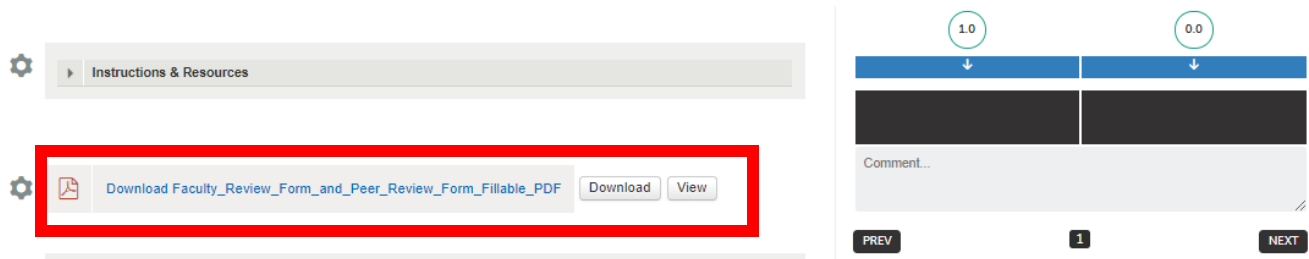 Instructions & Resources
Download Faculty_Review_Form_and_Peer_Review_Form_Fillable_PDF Download View
1.0 0.0
Comment...
PREV 1 NEXT